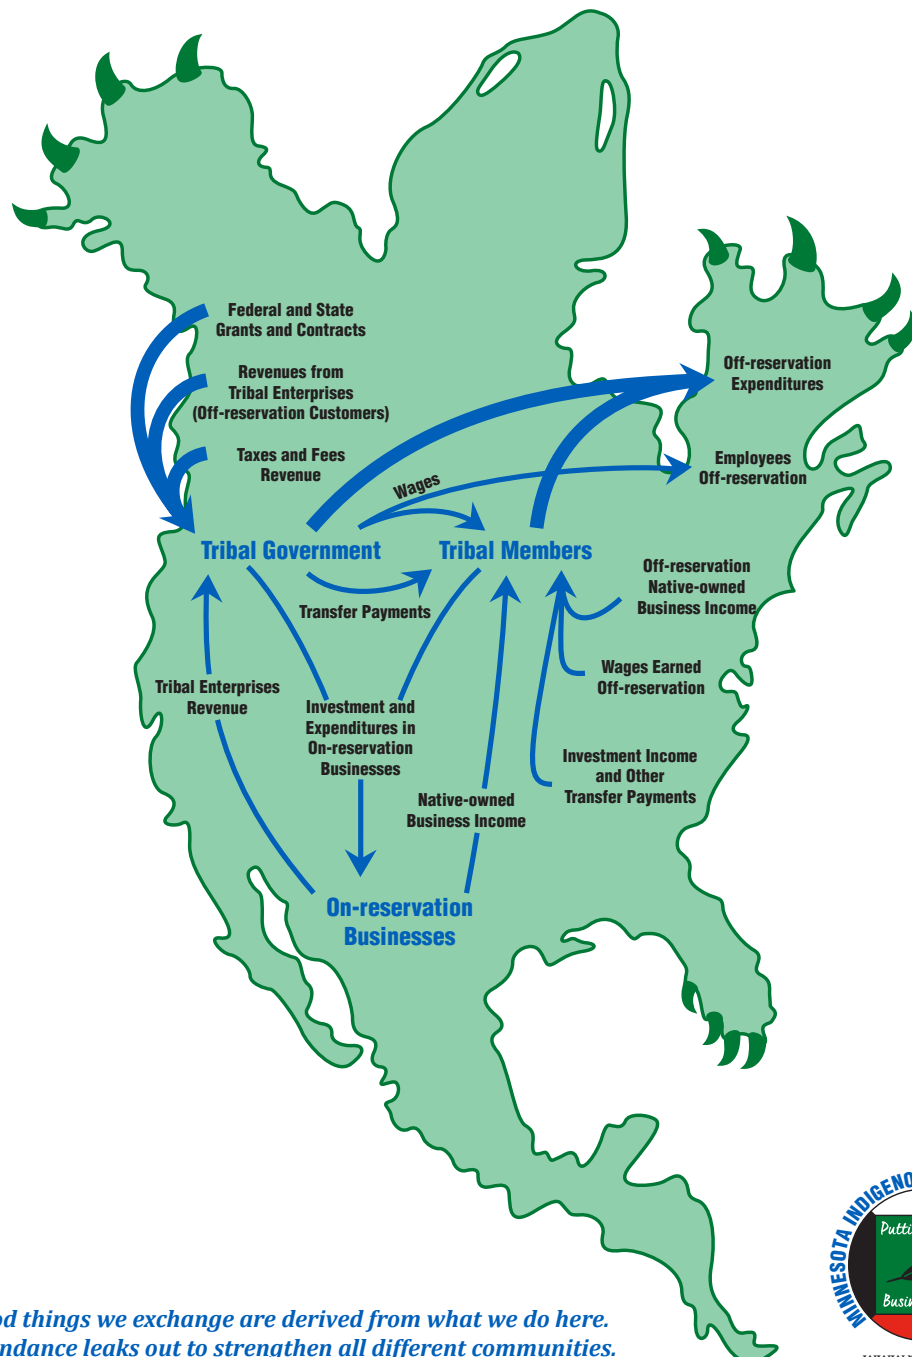 Federal and State
Grants and Contracts
Revenues from
Tribal Enterprises
(Off-reservation Customers)
Taxes and Fees
Revenue
Off-reservation
Expenditures
Employees
Off-reservation
Wages
Tribal Government
Tribal Members
Transfer Payments
Off-reservation
Native-owned
Business Income
Wages Earned
Off-reservation
Tribal Enterprises
Revenue
Investment and
Expenditures in
On-reservation
Businesses
Investment Income
and Other
Transfer Payments
Native-owned
Business Income
On-reservation
Businesses
things we exchange are derived from what we do here.
leaks out to strengthen all different communities.
MINNESOTA